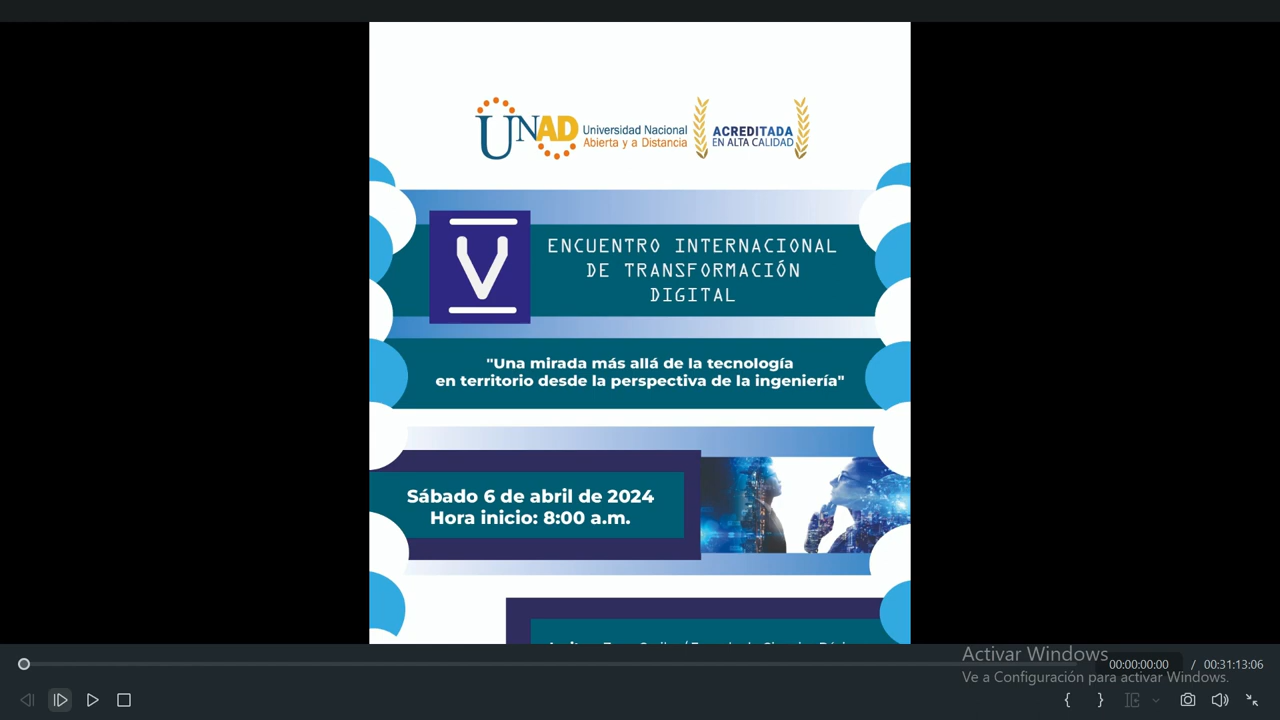 UNAD
Universidad Nacional
Abierta y a Distancia
ACREDITADA
EN ALTA CALIDAD
V
ENCUENTRO INTERNACIONAL
DE TRANSFORMACIÓN
DIGITAL
"Una mirada más allá de la tecnología
en territorio desde la perspectiva de la ingeniería"
Sábado 6 de abril de 2024
Hora inicio: 8:00 a.m.
Activar Windows
00:00:00:00 / 00:31:13:06
Ve a Configuración para activar Windows.